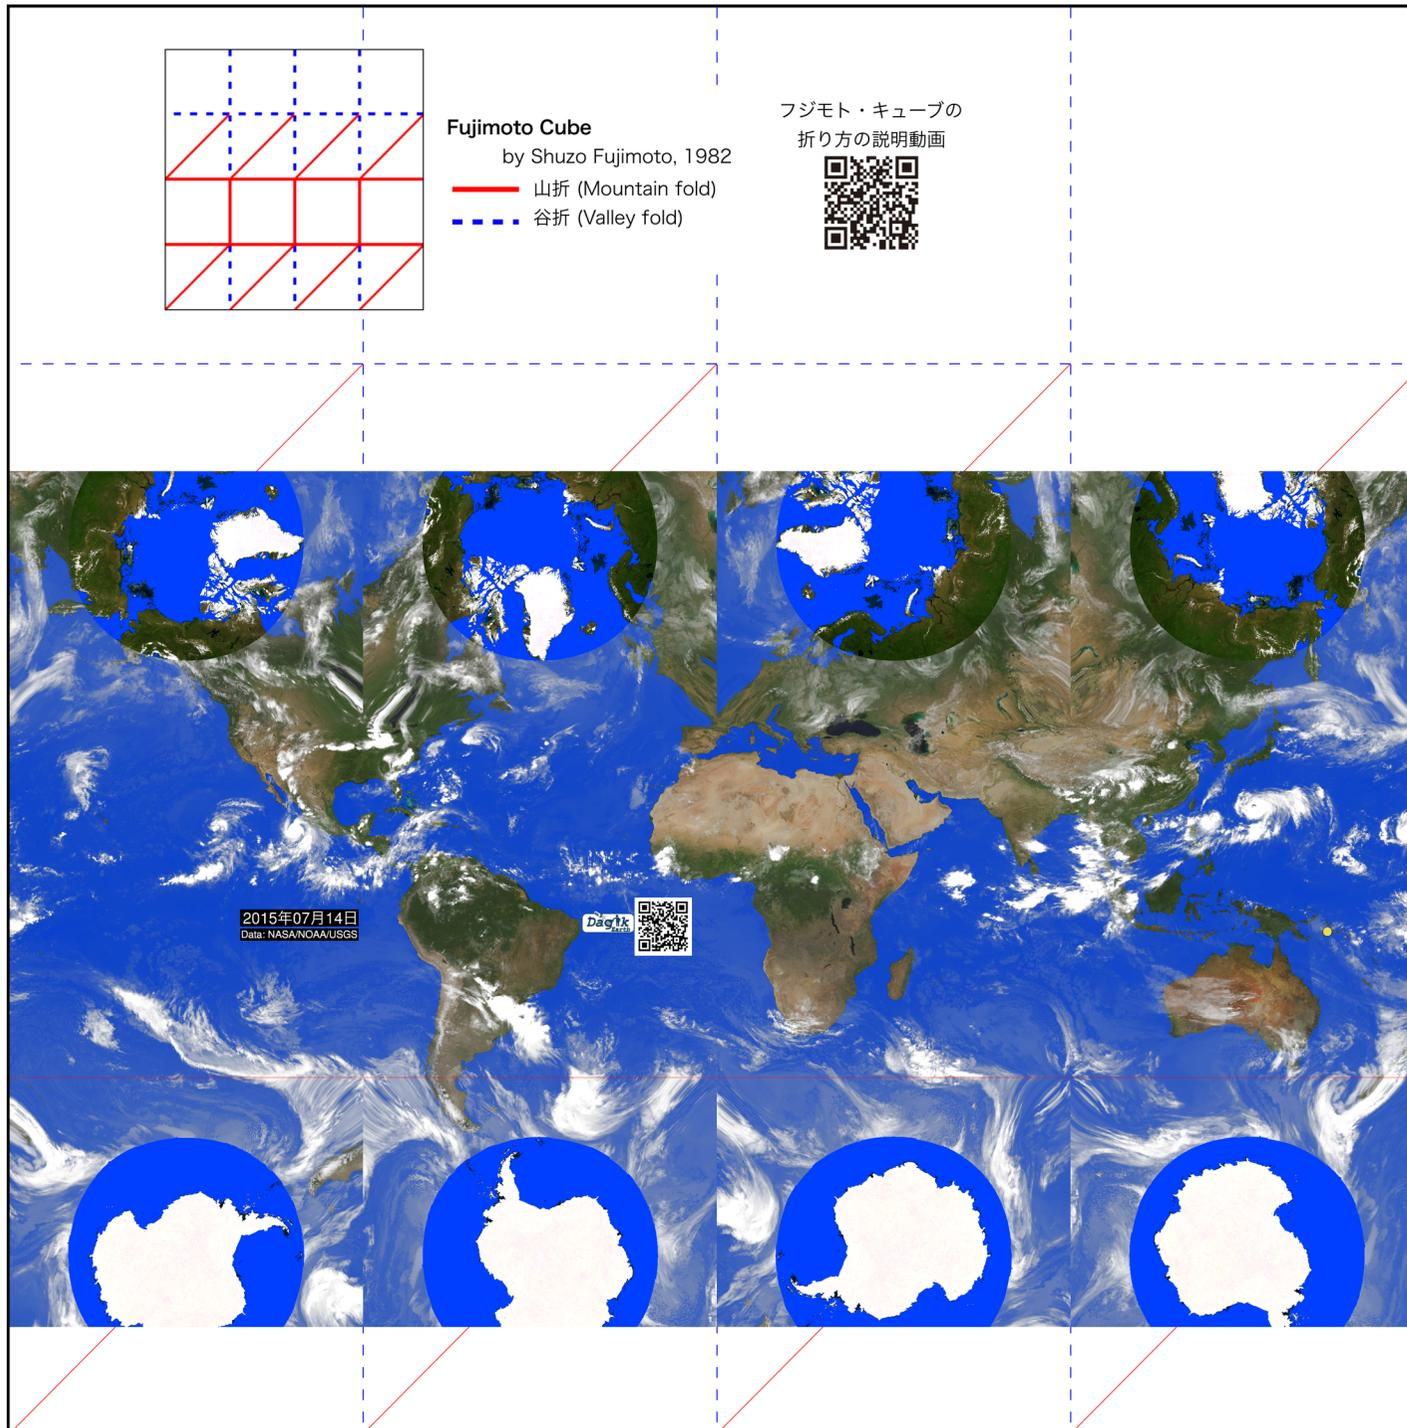 Fujimoto Cube
by Shuzo Fujimoto, 1982
山折 (Mountain fold)
谷折 (Valley fold)
フジモト・キューブの
折り方の説明動画
2015年07月14日
Data: NASA/NOAA/USGS
Dagik
Earth